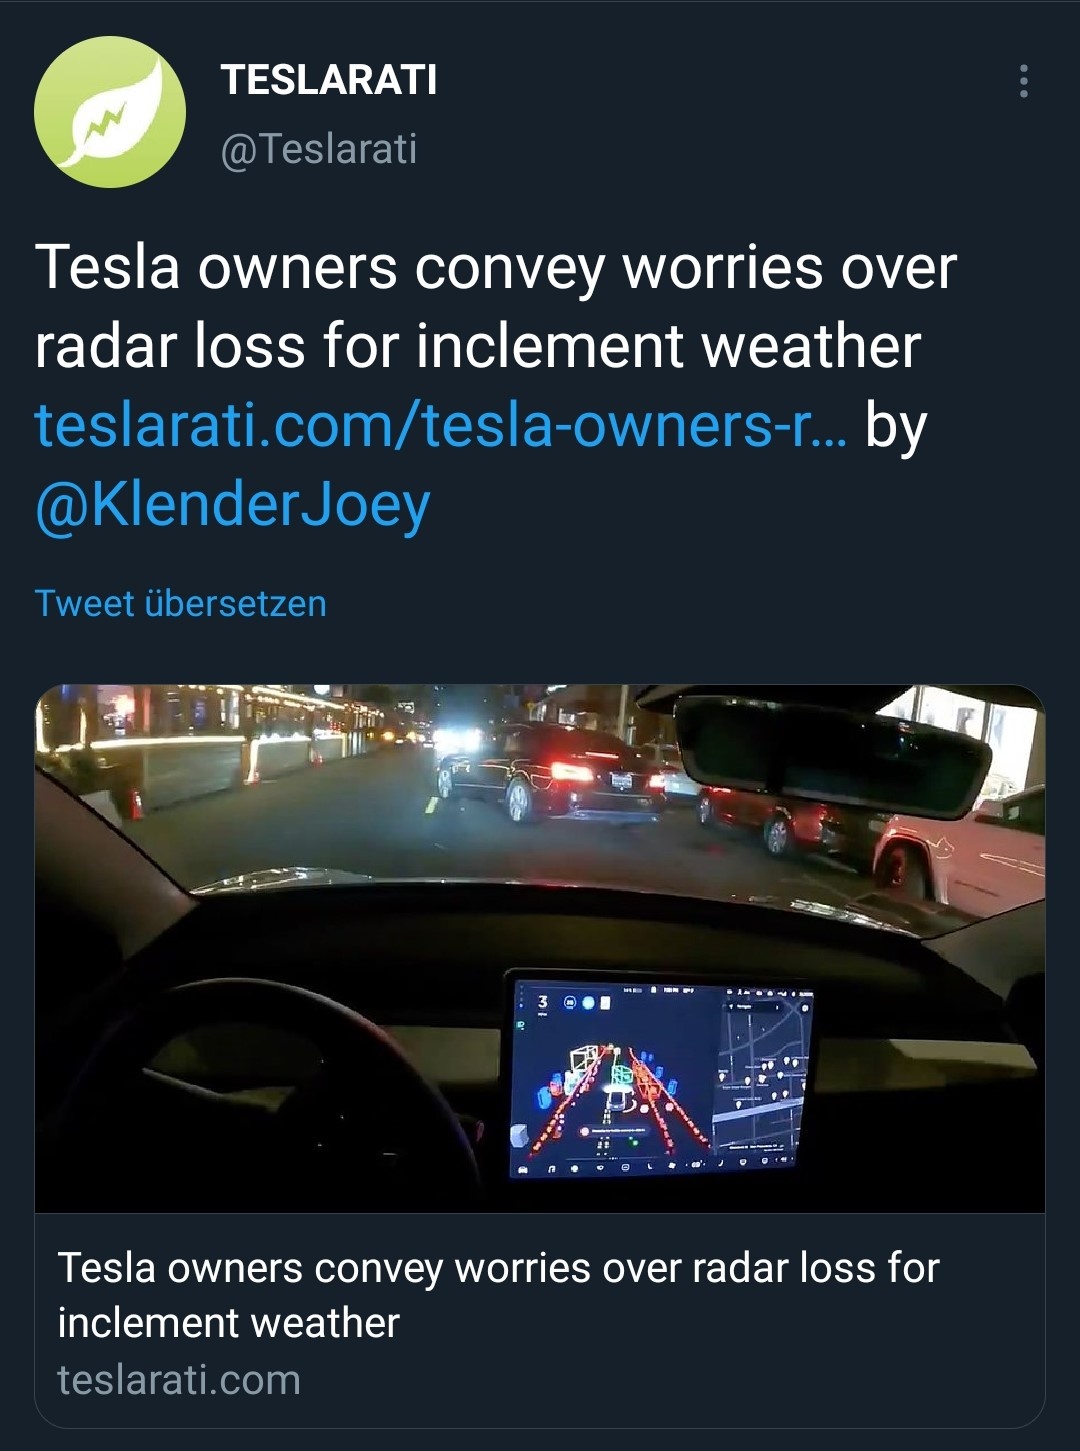 TESLARATI
@Teslarati
Tesla owners convey worries over
radar loss for inclement weather
teslarati.com/tesla-owners-r... by
@KlenderJoey
Tweet übersetzen
3
Tesla owners convey worries over radar loss for
inclement weather
teslarati.com